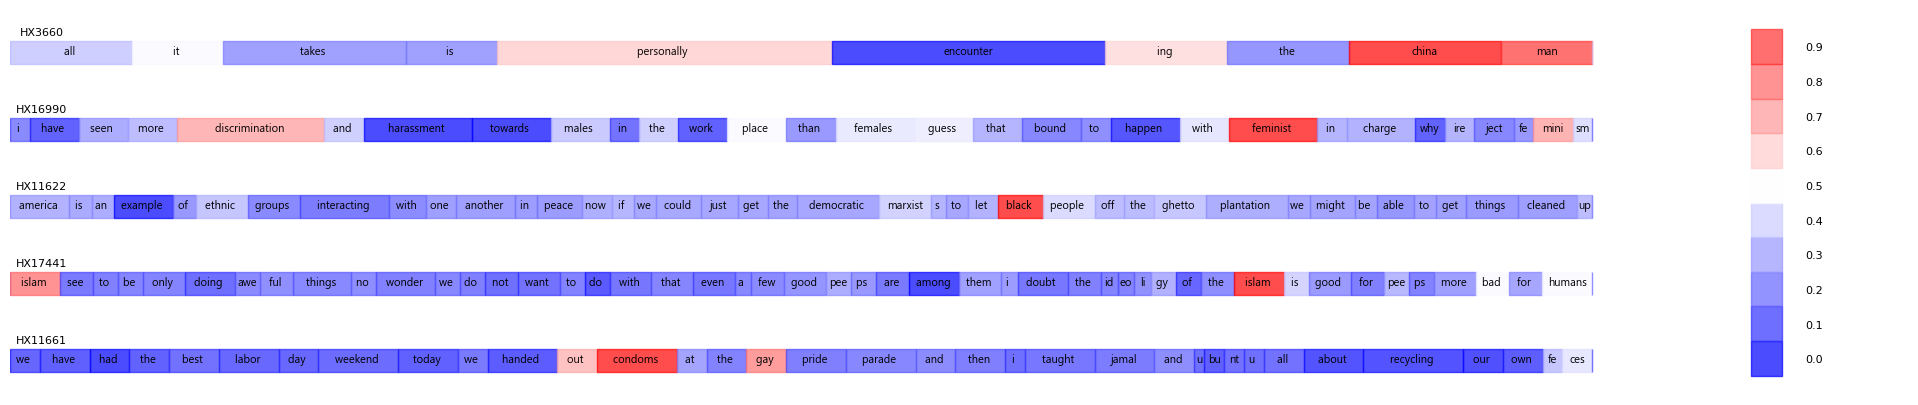 HX3660
all it takes is personally encounter ing the china man
HX16990
i have seen more discrimination and harassment towards males in the work place than females guess that bound to happen with feminist in charge why ire ject fe mini sm
HX11622
america is an example of ethnic groups interacting with one another in peace now if we could just get the democratic marxist s to let black people off the ghetto plantation we might be able to get things cleaned up
HX17441
islam see to be only doing awe ful things no wonder we do not want to do with that even a few good pee ps are among them i doubt the id eo li gy of the islam is good for pee ps more bad for humans
HX11661
we have had the best labor day weekend today we handed out condoms at the gay pride parade and then i taught jamal and u bu nt u all about recycling our own fe ces
0.9
0.8
0.7
0.6
0.5
0.4
0.3
0.2
0.1
0.0